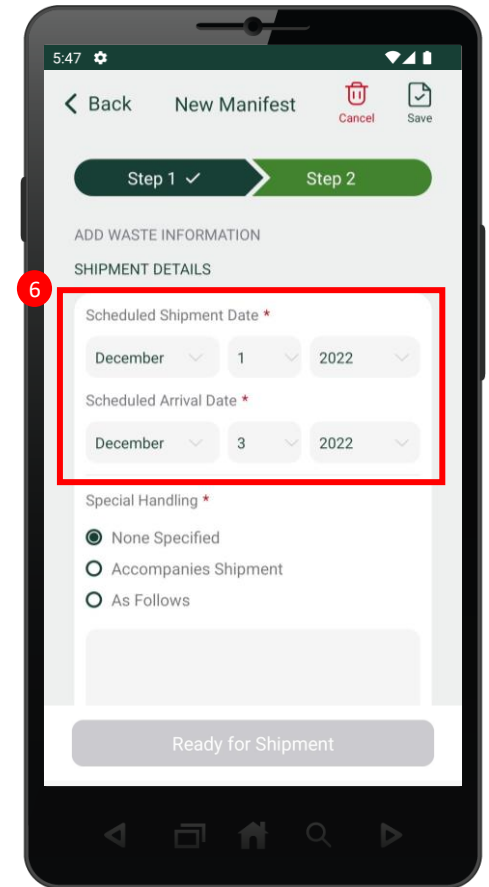 5:47
Back New Manifest Cancel Save
Step 1 Step 2
ADD WASTE INFORMATION
SHIPMENT DETAILS
6
Scheduled Shipment Date *
December 1 2022
Scheduled Arrival Date *
December 3 2022
Special Handling *
None Specified
Accompanies Shipment
As Follows
Ready for Shipment